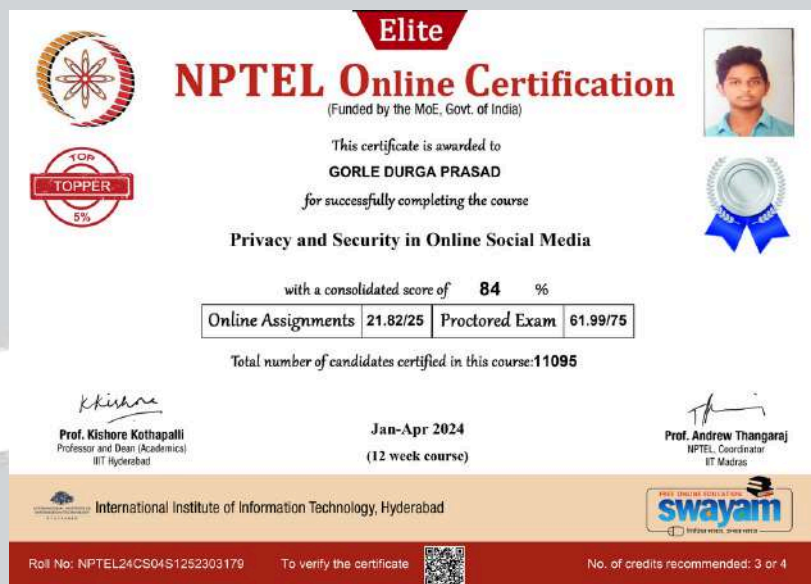 Elite
NPTEL Online Certification
(Funded by the MoE, Govt. of India)
This certificate is awarded to
GORLE DURGA PRASAD
for successfully completing the course
Privacy and Security in Online Social Media
with a consolidated score of 84 %
Online Assignments 21.82/25 Proctored Exam 61.99/75
Total number of candidates certified in this course:11095
TOP
TOPPER
5%
Prof. Kishore Kothapalli
Professor and Dean (Academics)
IIIT Hyderabad
Jan-Apr 2024
(12 week course)
Prof. Andrew Thangaraj
NPTEL, Coordinator
IIT Madras
International Institute of Information Technology, Hyderabad
FREE ONLINE EDUCATION
swayam
Roll No: NPTEL24CS04S1252303179 To verify the certificate No. of credits recommended: 3 or 4